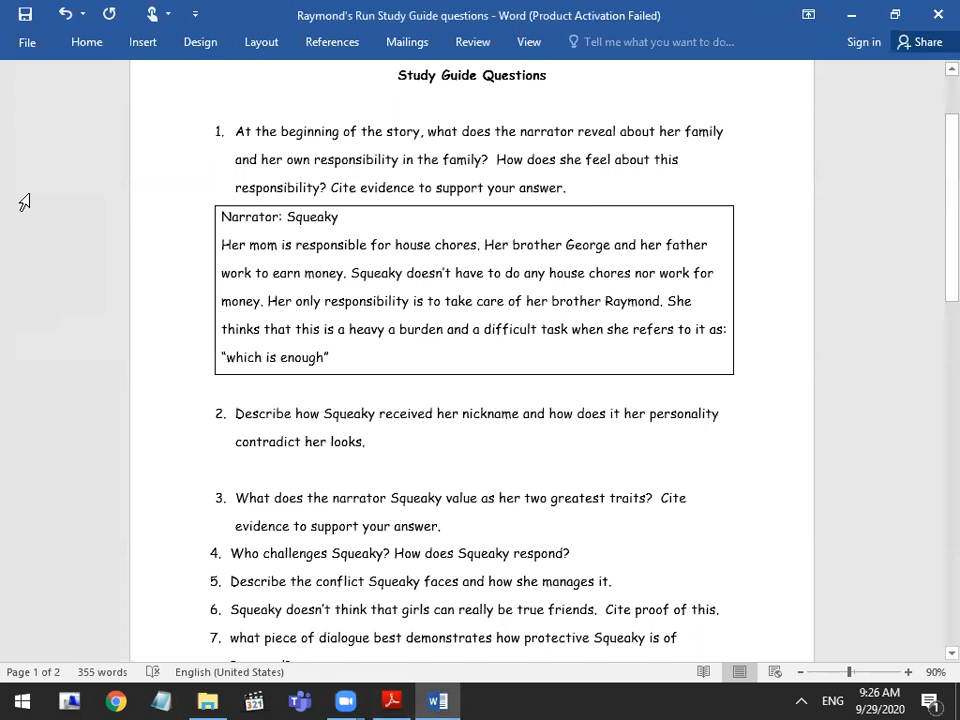 Raymond's Run Study Guide questions - Word (Product Activation Failed)
File Home Insert Design Layout References Mailings Review View Tell me what you want to do... Sign in Share
Study Guide Questions
1. At the beginning of the story, what does the narrator reveal about her family
and her own responsibility in the family? How does she feel about this
responsibility? Cite evidence to support your answer.
Narrator: Squeaky
Her mom is responsible for house chores. Her brother George and her father
work to earn money. Squeaky doesn't have to do any house chores nor work for
money. Her only responsibility is to take care of her brother Raymond. She
thinks that this is a heavy a burden and a difficult task when she refers to it as:
"which is enough"
2. Describe how Squeaky received her nickname and how does it her personality
contradict her looks.
3. What does the narrator Squeaky value as her two greatest traits? Cite
evidence to support your answer.
4. Who challenges Squeaky? How does Squeaky respond?
5. Describe the conflict Squeaky faces and how she manages it.
6. Squeaky doesn't think that girls can really be true friends. Cite proof of this.
7. what piece of dialogue best demonstrates how protective Squeaky is of
Page 1 of 2 355 words English (United States) 90%
321 ENG 9:26 AM
9/29/2020 1